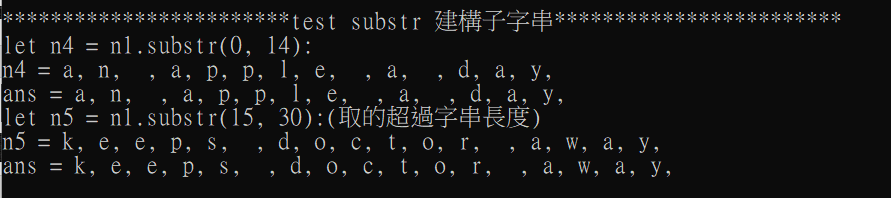 ************************test substr 建構子字串************************
let n4 = n1.substr(0, 14):
n4 = a, n,  , a, p, p, l, e,  , a,  , d, a, y,
ans = a, n,  , a, p, p, l, e,  , a,  , d, a, y,
let n5 = n1.substr(15, 30):(取的超過字串長度)
n5 = k, e, e, p, s,  , d, o, c, t, o, r,  , a, w, a, y,
ans = k, e, e, p, s,  , d, o, c, t, o, r,  , a, w, a, y,